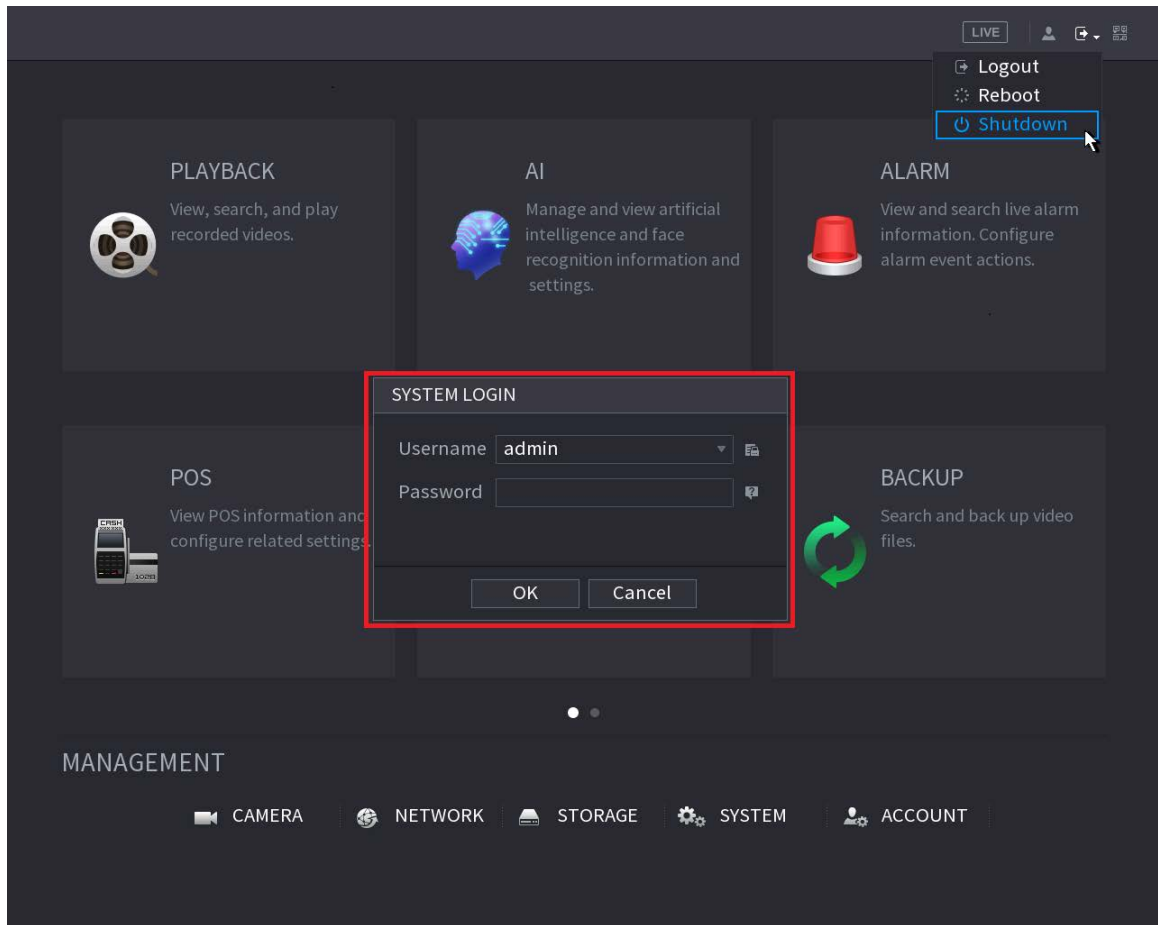 LIVE
Logout
Reboot
Shutdown
PLAYBACK
View, search, and play
recorded videos.
AI
Manage and view artificial
intelligence and face
recognition information and
settings.
ALARM
View and search live alarm
information. Configure
alarm event actions.
SYSTEM LOGIN
Username admin
Password
OK Cancel
POS
View POS information and
configure related settings.
CASH
BACKUP
Search and back up video
files.
MANAGEMENT
CAMERA NETWORK STORAGE SYSTEM ACCOUNT